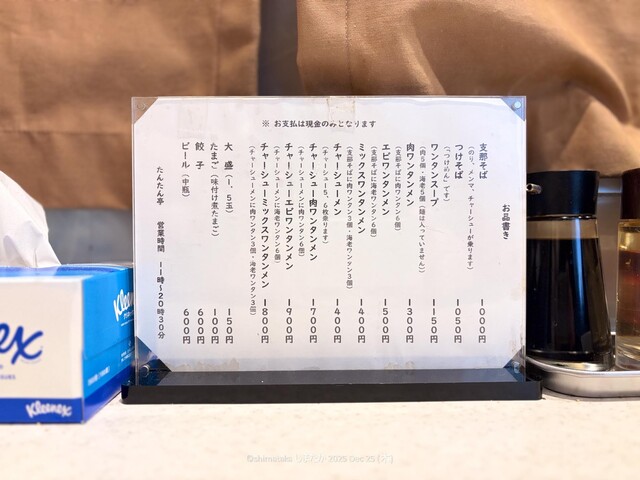 ※ お支払は現金のみとなります
お品書き
支那そば 1000円
(のり、メンマ、チャーシューが乗ります)
つけそば 1050円
(「つけめん」です)
ワンタンスープ 1150円
(肉5個・海老5個 麺は入っていません)
肉ワンタンメン 1300円
(支那そばに肉ワンタン6個)
エビワンタンメン 1500円
(支那そばに海老ワンタン6個)
ミックスワンタンメン 1400円
(支那そばに肉ワンタン3個・海老ワンタン3個)
チャーシューメン 1400円
(チャーシュー5、6枚乗ります)
チャーシュー肉ワンタンメン 1700円
(チャーシューメンに肉ワンタン6個)
チャーシューエビワンタンメン 1900円
(チャーシューメンに海老ワンタン6個)
チャーシューミックスワンタンメン 1800円
(チャーシューメンに肉ワンタン3個・海老ワンタン3個)
大盛(1.5玉) 150円
たまご(味付け煮たまご) 100円
餃子 600円
ビール(中瓶) 600円
たんたん亭 営業時間 11時〜20時30分
Kleenex
Kleenex